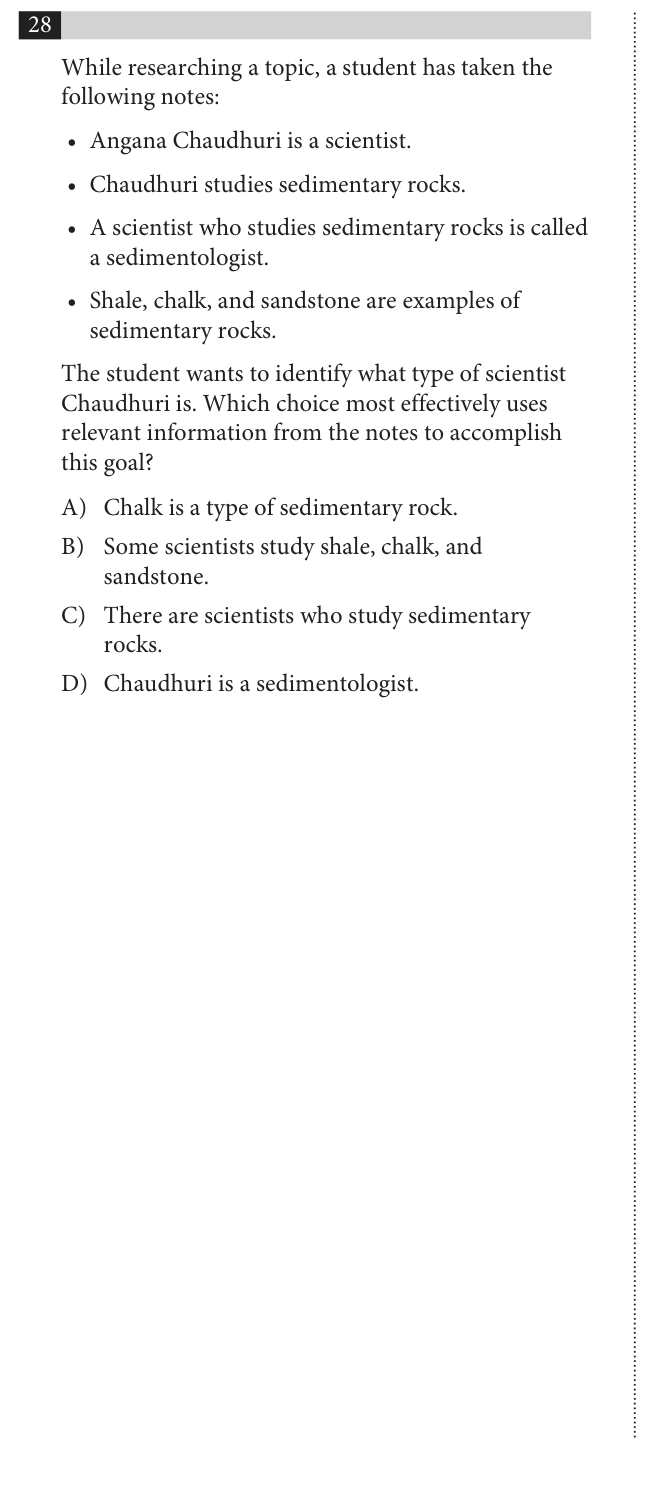 28
While researching a topic, a student has taken the
following notes:
• Angana Chaudhuri is a scientist.
• Chaudhuri studies sedimentary rocks.
• A scientist who studies sedimentary rocks is called
a sedimentologist.
• Shale, chalk, and sandstone are examples of
sedimentary rocks.
The student wants to identify what type of scientist
Chaudhuri is. Which choice most effectively uses
relevant information from the notes to accomplish
this goal?
A) Chalk is a type of sedimentary rock.
B) Some scientists study shale, chalk, and
sandstone.
C) There are scientists who study sedimentary
rocks.
D) Chaudhuri is a sedimentologist.